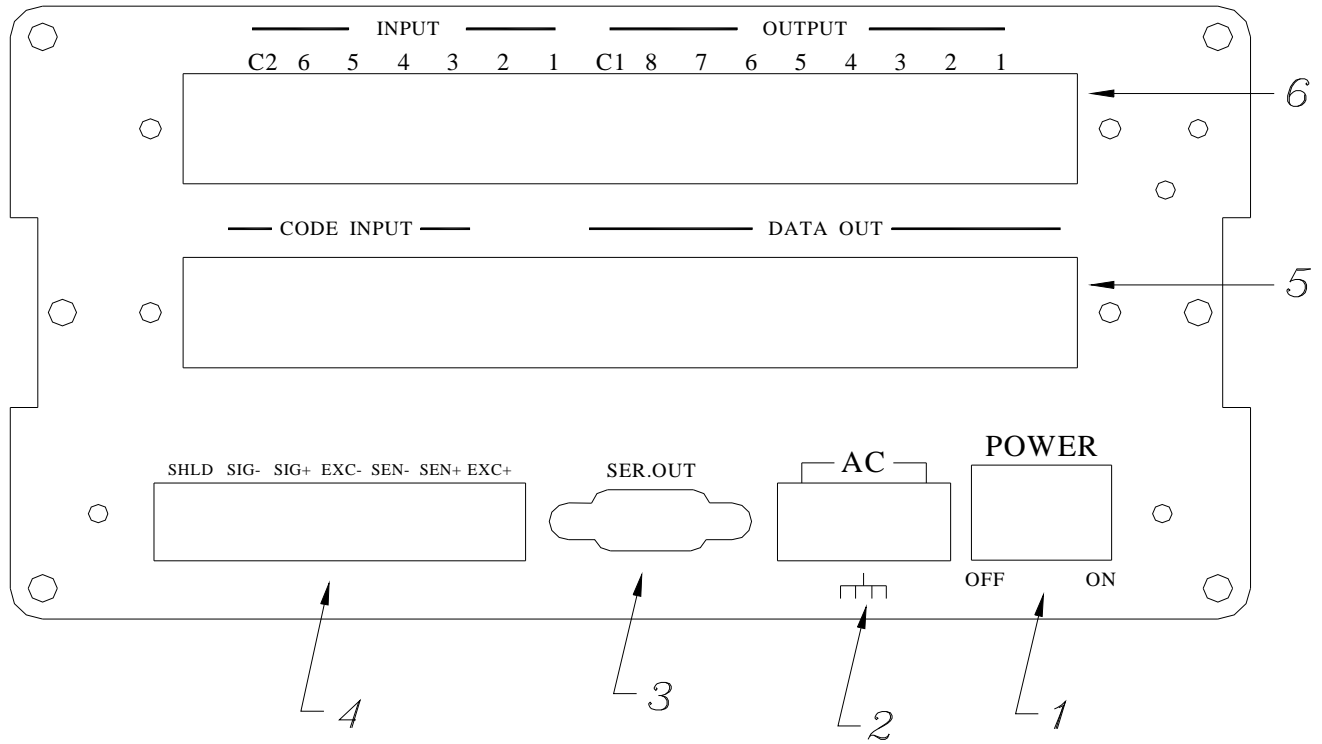 INPUT OUTPUT
C2 6 5 4 3 2 1 C1 8 7 6 5 4 3 2 1
6
CODE INPUT DATA OUT
5
POWER
SHLD SIG- SIG+ EXC- SEN- SEN+ EXC+ SER.OUT AC
OFF ON
4 3 2 1